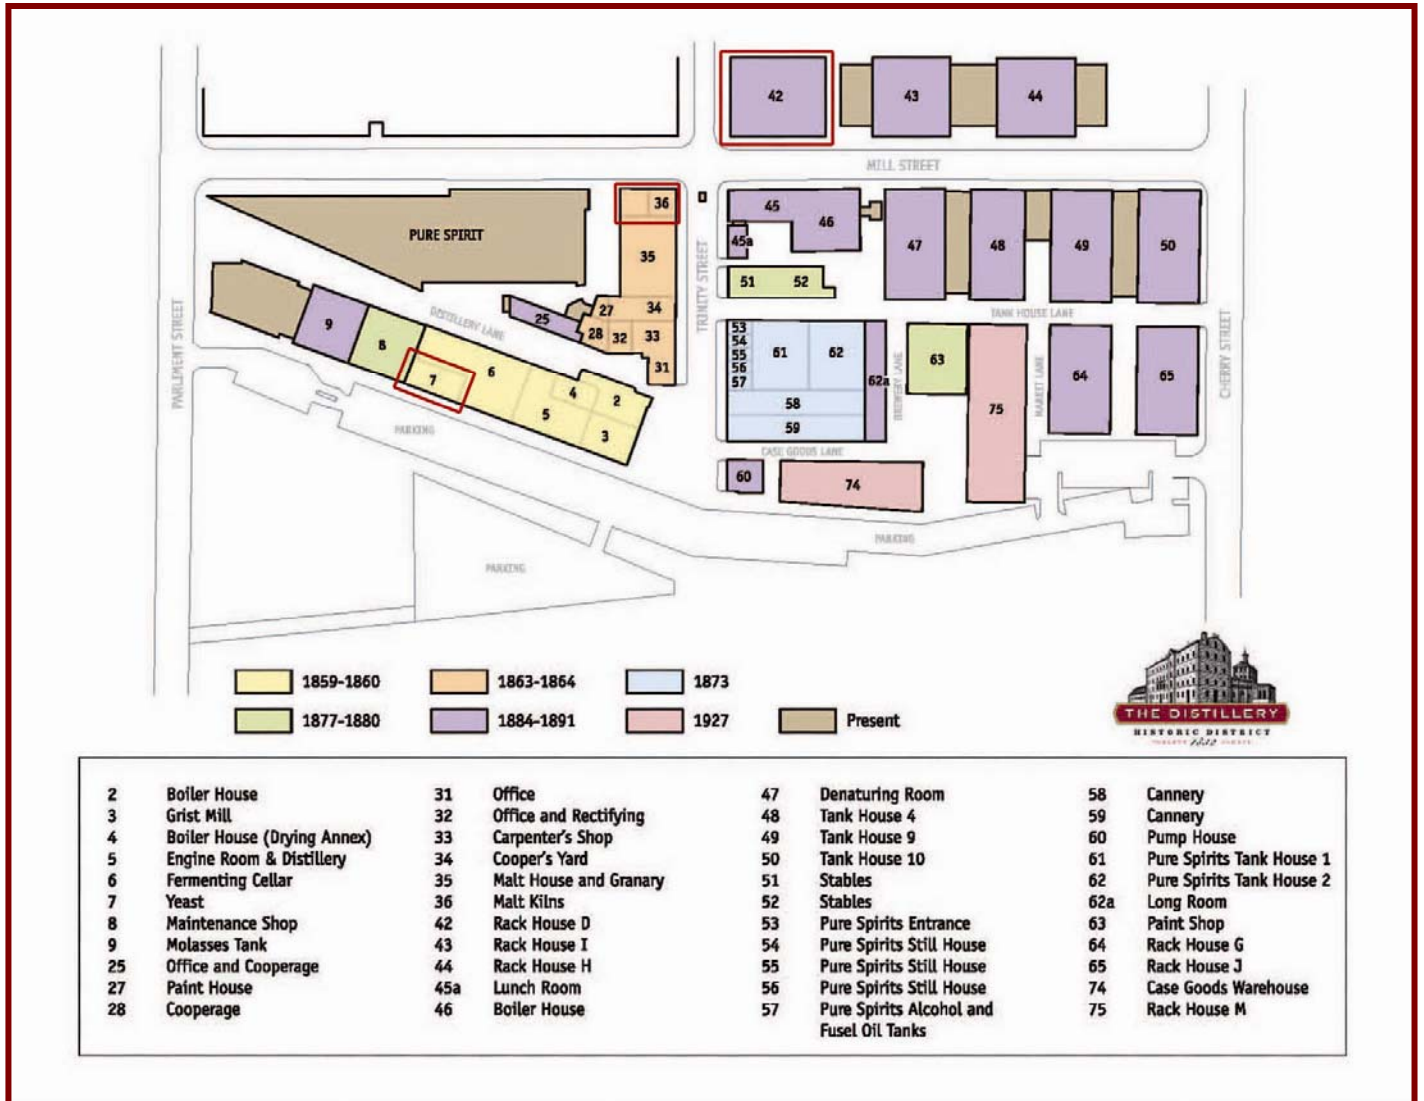 42
43
44
MILL STREET
36
PURE SPIRIT
35
45
46
45a
47
48
49
50
51
52
TRINITY STREET
PARLIMENT STREET
CHERRY STREET
9
8
DISTILLERY LANE
25
27
34
28
32
33
31
7
6
4
2
5
3
PARKING
TANK HOUSE LANE
53
54
55
56
57
61
62
62a
58
59
BREWERY LANE
63
75
MARKET LANE
64
65
CASE GOODS LANE
60
74
PARKING
PARKING
1859-1860
1863-1864
1873
1877-1880
1884-1891
1927
Present
THE DISTILLERY
HISTORIC DISTRICT
1832
2 Boiler House
3 Grist Mill
4 Boiler House (Drying Annex)
5 Engine Room & Distillery
6 Fermenting Cellar
7 Yeast
8 Maintenance Shop
9 Molasses Tank
25 Office and Cooperage
27 Paint House
28 Cooperage
31 Office
32 Office and Rectifying
33 Carpenter's Shop
34 Cooper's Yard
35 Malt House and Granary
36 Malt Kilns
42 Rack House D
43 Rack House I
44 Rack House H
45a Lunch Room
46 Boiler House
47 Denaturing Room
48 Tank House 4
49 Tank House 9
50 Tank House 10
51 Stables
52 Stables
53 Pure Spirits Entrance
54 Pure Spirits Still House
55 Pure Spirits Still House
56 Pure Spirits Still House
57 Pure Spirits Alcohol and
Fusel Oil Tanks
58 Cannery
59 Cannery
60 Pump House
61 Pure Spirits Tank House 1
62 Pure Spirits Tank House 2
62a Long Room
63 Paint Shop
64 Rack House G
65 Rack House J
74 Case Goods Warehouse
75 Rack House M